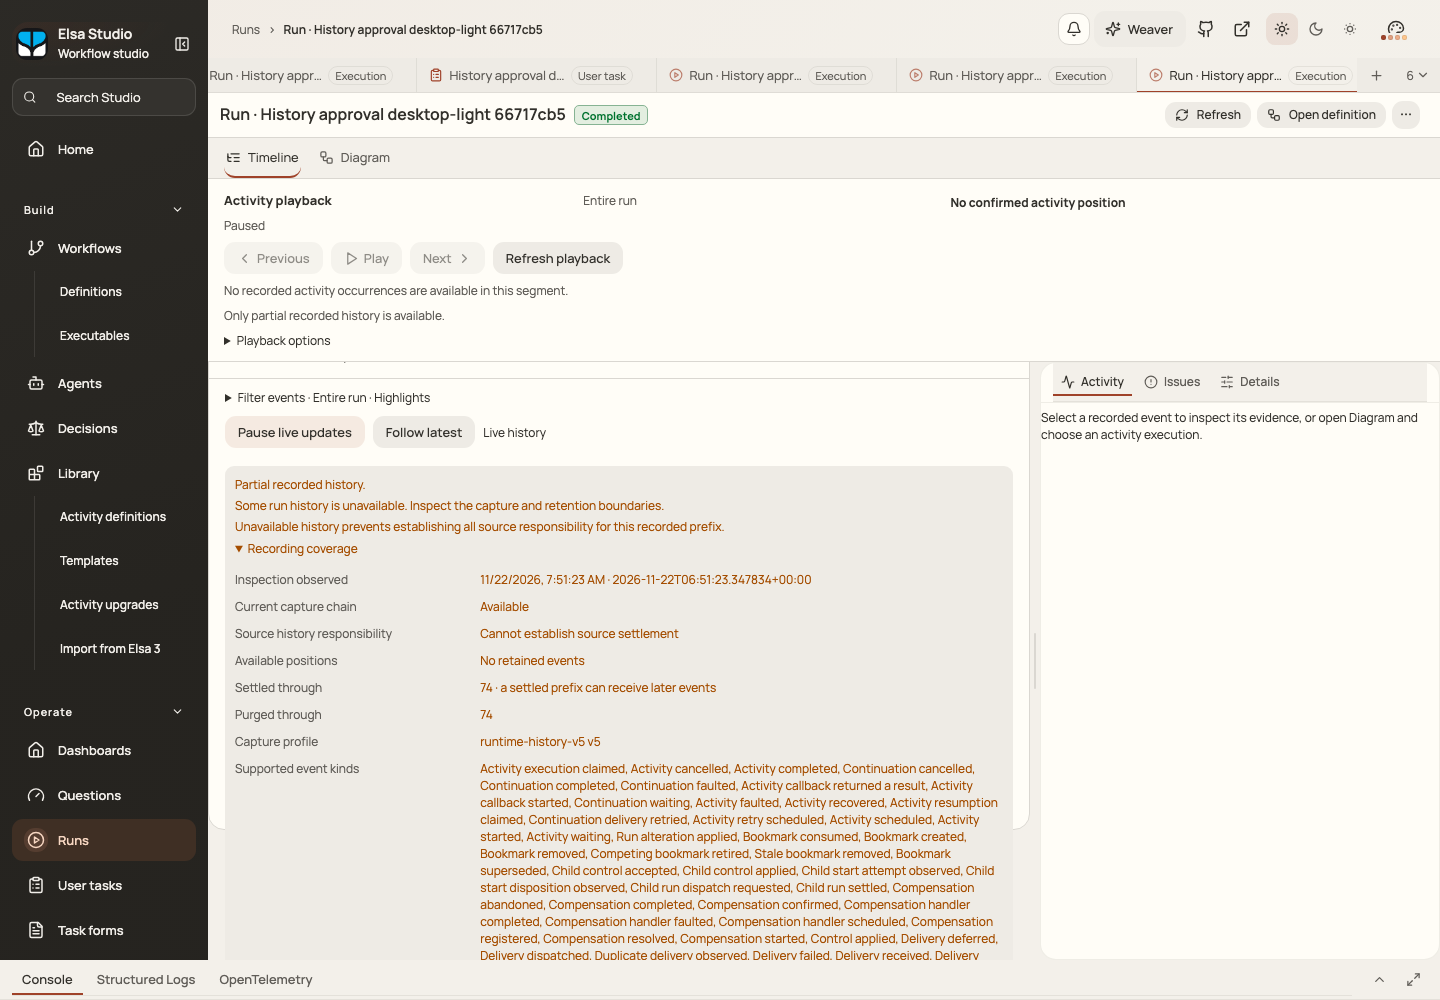 Elsa Studio
Workflow studio
Search Studio
Home
Build
Workflows
Definitions
Executables
Agents
Decisions
Library
Activity definitions
Templates
Activity upgrades
Import from Elsa 3
Operate
Dashboards
Questions
Runs
User tasks
Task forms
Runs › Run · History approval desktop-light 66717cb5
Weaver
Run · History appr... Execution
History approval d... User task
Run · History appr... Execution
Run · History appr... Execution
Run · History appr... Execution
6
Run · History approval desktop-light 66717cb5 Completed
Refresh
Open definition
Timeline
Diagram
Activity playback
Entire run
No confirmed activity position
Paused
Previous
Play
Next
Refresh playback
No recorded activity occurrences are available in this segment.
Only partial recorded history is available.
Playback options
Filter events · Entire run · Highlights
Pause live updates
Follow latest
Live history
Partial recorded history.
Some run history is unavailable. Inspect the capture and retention boundaries.
Unavailable history prevents establishing all source responsibility for this recorded prefix.
Recording coverage
Inspection observed 11/22/2026, 7:51:23 AM · 2026-11-22T06:51:23.347834+00:00
Current capture chain Available
Source history responsibility Cannot establish source settlement
Available positions No retained events
Settled through 74 · a settled prefix can receive later events
Purged through 74
Capture profile runtime-history-v5 v5
Supported event kinds Activity execution claimed, Activity cancelled, Activity completed, Continuation cancelled,
Continuation completed, Continuation faulted, Activity callback returned a result, Activity
callback started, Continuation waiting, Activity faulted, Activity recovered, Activity resumption
claimed, Continuation delivery retried, Activity retry scheduled, Activity scheduled, Activity
started, Activity waiting, Run alteration applied, Bookmark consumed, Bookmark created,
Bookmark removed, Competing bookmark retired, Stale bookmark removed, Bookmark
superseded, Child control accepted, Child control applied, Child start attempt observed, Child
start disposition observed, Child run dispatch requested, Child run settled, Compensation
abandoned, Compensation completed, Compensation confirmed, Compensation handler
completed, Compensation handler faulted, Compensation handler scheduled, Compensation
registered, Compensation resolved, Compensation started, Control applied, Delivery deferred,
Delivery dispatched, Duplicate delivery observed, Delivery failed, Delivery received, Delivery
Activity
Issues
Details
Select a recorded event to inspect its evidence, or open Diagram and
choose an activity execution.
Console
Structured Logs
OpenTelemetry